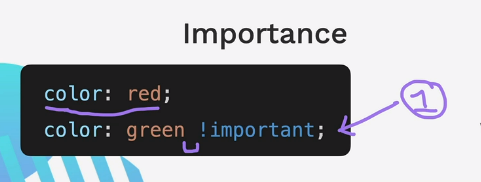 Importance
color: red;
color: green !important;
1